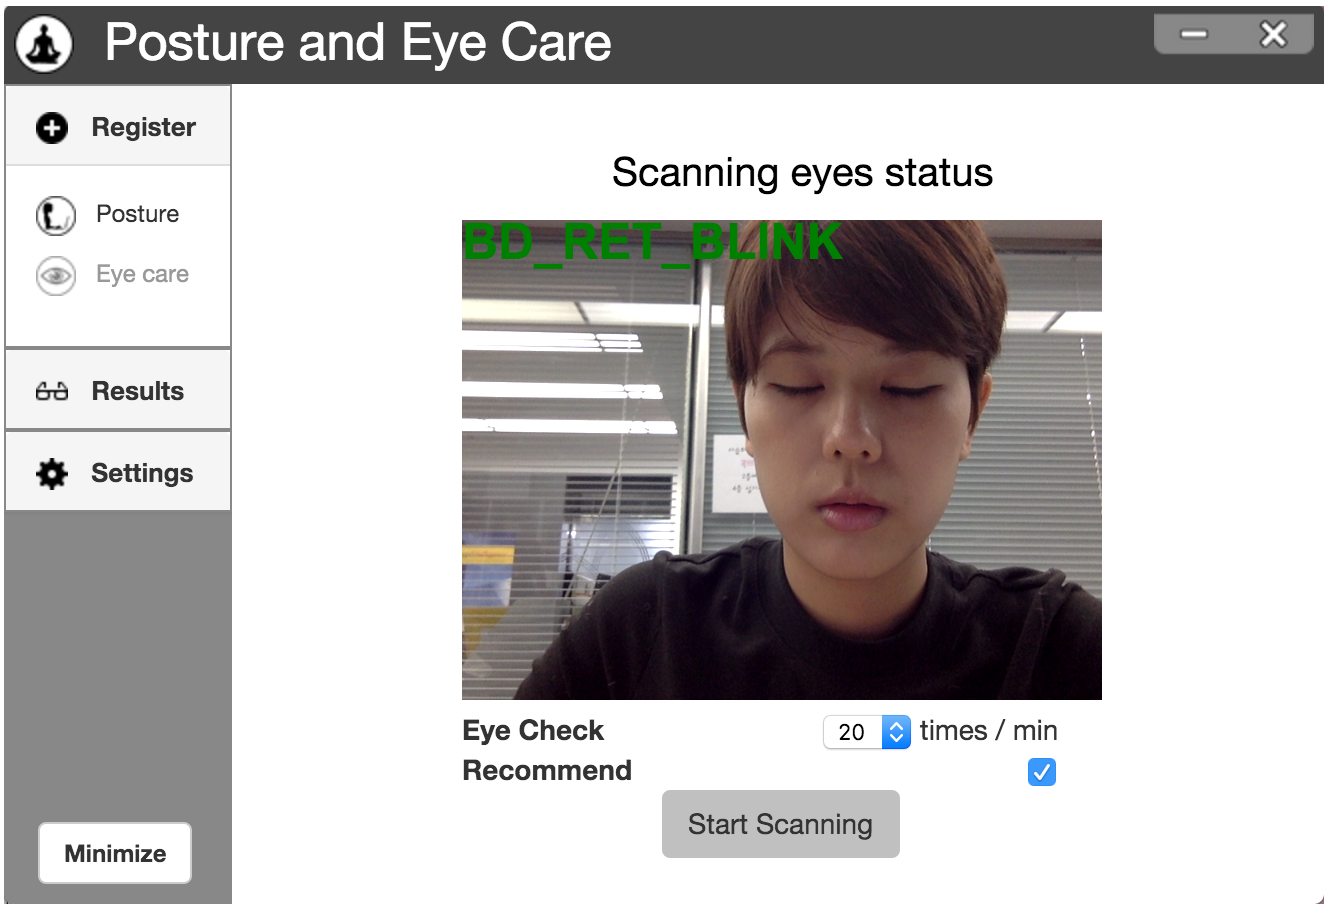 Posture and Eye Care
Register
Posture
Eye care
Results
Settings
Minimize
Scanning eyes status
BD_RET_BLINK
Eye Check
20 times / min
Recommend
Start Scanning